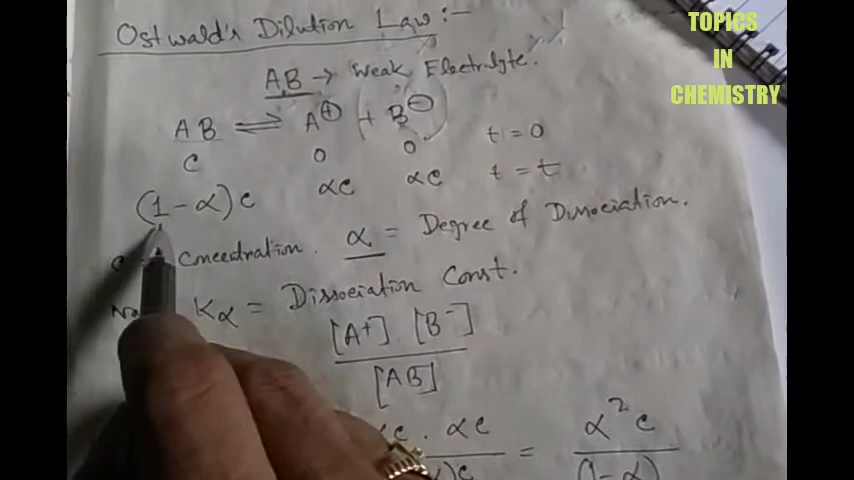 Ostwald's Dilution Law :-
AB → Weak Electrolyte.
AB ⇌ A⊕ + B⊖
C 0 0 t = 0
(1 - α) c αc αc t = t
Concentration. α = Degree of Dissociation.
Kα = Dissociation Const.
[A+] . [B-]
[AB]
αc = α²c
(1-α)
TOPICS
IN
CHEMISTRY